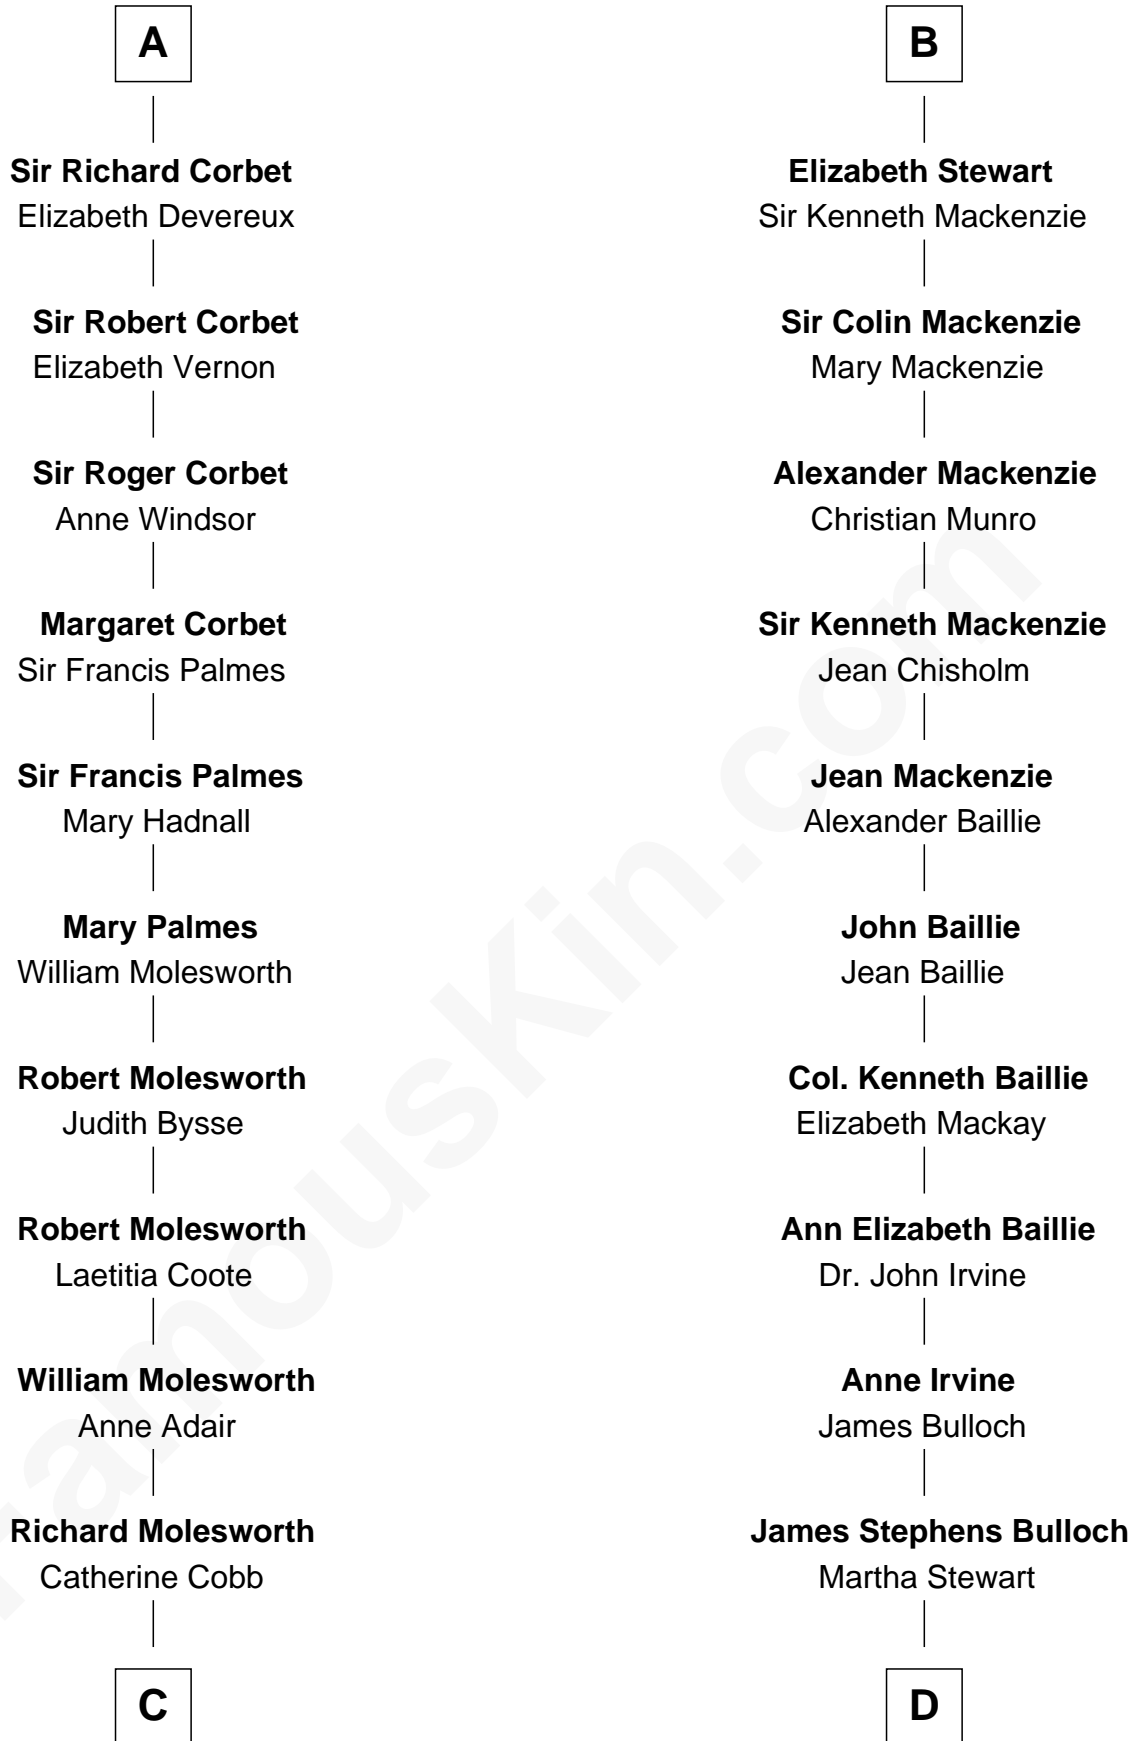 A
Sir Richard Corbet
Elizabeth Devereux
Sir Robert Corbet
Elizabeth Vernon
Sir Roger Corbet
Anne Windsor
Margaret Corbet
Sir Francis Palmes
Sir Francis Palmes
Mary Hadnall
Mary Palmes
William Molesworth
Robert Molesworth
Judith Bysse
Robert Molesworth
Laetitia Coote
William Molesworth
Anne Adair
Richard Molesworth
Catherine Cobb
C
B
Elizabeth Stewart
Sir Kenneth Mackenzie
Sir Colin Mackenzie
Mary Mackenzie
Alexander Mackenzie
Christian Munro
Sir Kenneth Mackenzie
Jean Chisholm
Jean Mackenzie
Alexander Baillie
John Baillie
Jean Baillie
Col. Kenneth Baillie
Elizabeth Mackay
Ann Elizabeth Baillie
Dr. John Irvine
Anne Irvine
James Bulloch
James Stephens Bulloch
Martha Stewart
D
FamousKin.com